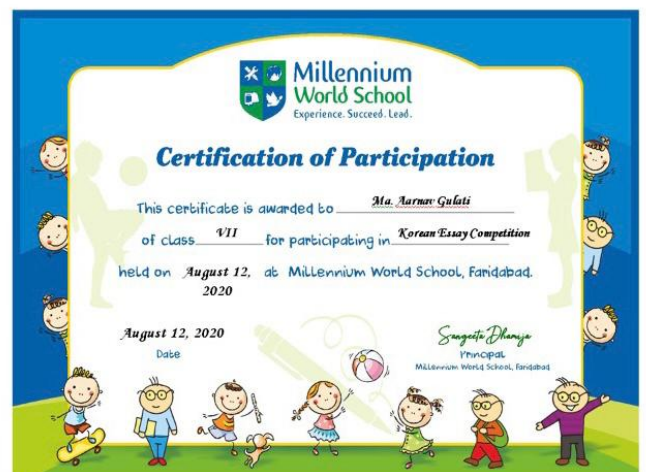 Millennium
World School
Experience. Succeed. Lead.
Certification of Participation
This certificate is awarded to Ma. Aarnav Gulati
of class VII for participating in Korean Essay Competition
held on August 12, at Millennium World School, Faridabad.
2020
August 12, 2020
Date
Sangeeta Dhamija
Principal
Millennium World School, Faridabad